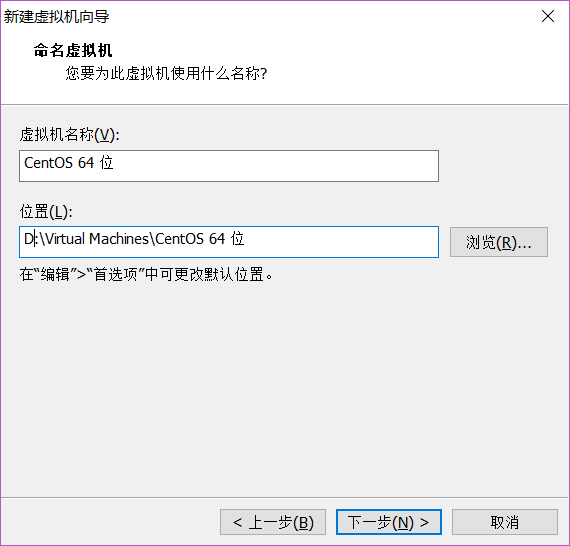 新建虚拟机向导
命名虚拟机
您要为此虚拟机使用什么名称?
虚拟机名称(V):
CentOS 64 位
位置(L):
D:\Virtual Machines\CentOS 64 位
浏览(R)...
在“编辑”>“首选项”中可更改默认位置。
< 上一步(B)
下一步(N) >
取消